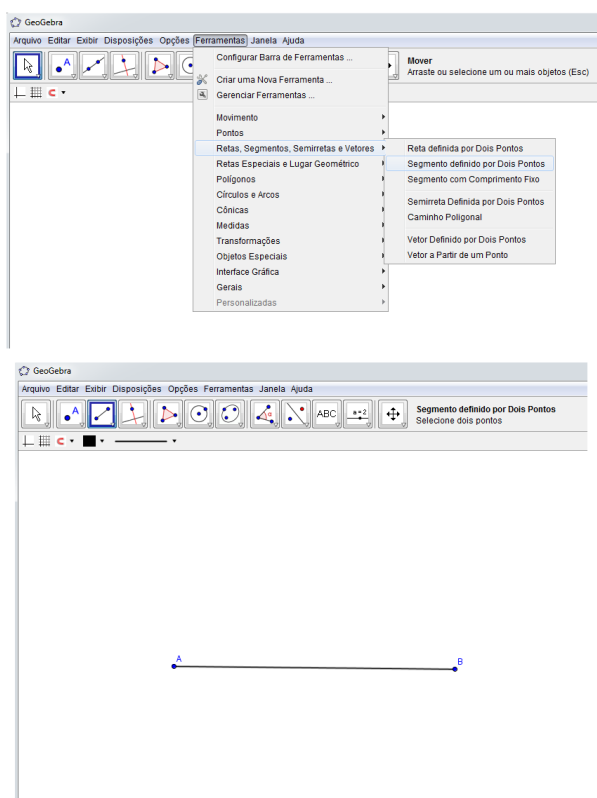 GeoGebra
Arquivo Editar Exibir Disposições Opções Ferramentas Janela Ajuda
A
Mover
Arraste ou selecione um ou mais objetos (Esc)
Configurar Barra de Ferramentas ...
Criar uma Nova Ferramenta ...
Gerenciar Ferramentas ...
Movimento
Pontos
Retas, Segmentos, Semirretas e Vetores
Retas Especiais e Lugar Geométrico
Polígonos
Círculos e Arcos
Cônicas
Medidas
Transformações
Objetos Especiais
Interface Gráfica
Gerais
Personalizadas
Reta definida por Dois Pontos
Segmento definido por Dois Pontos
Segmento com Comprimento Fixo
Semirreta Definida por Dois Pontos
Caminho Poligonal
Vetor Definido por Dois Pontos
Vetor a Partir de um Ponto
GeoGebra
Arquivo Editar Exibir Disposições Opções Ferramentas Janela Ajuda
A
α
ABC
a=2
Segmento definido por Dois Pontos
Selecione dois pontos
A
B